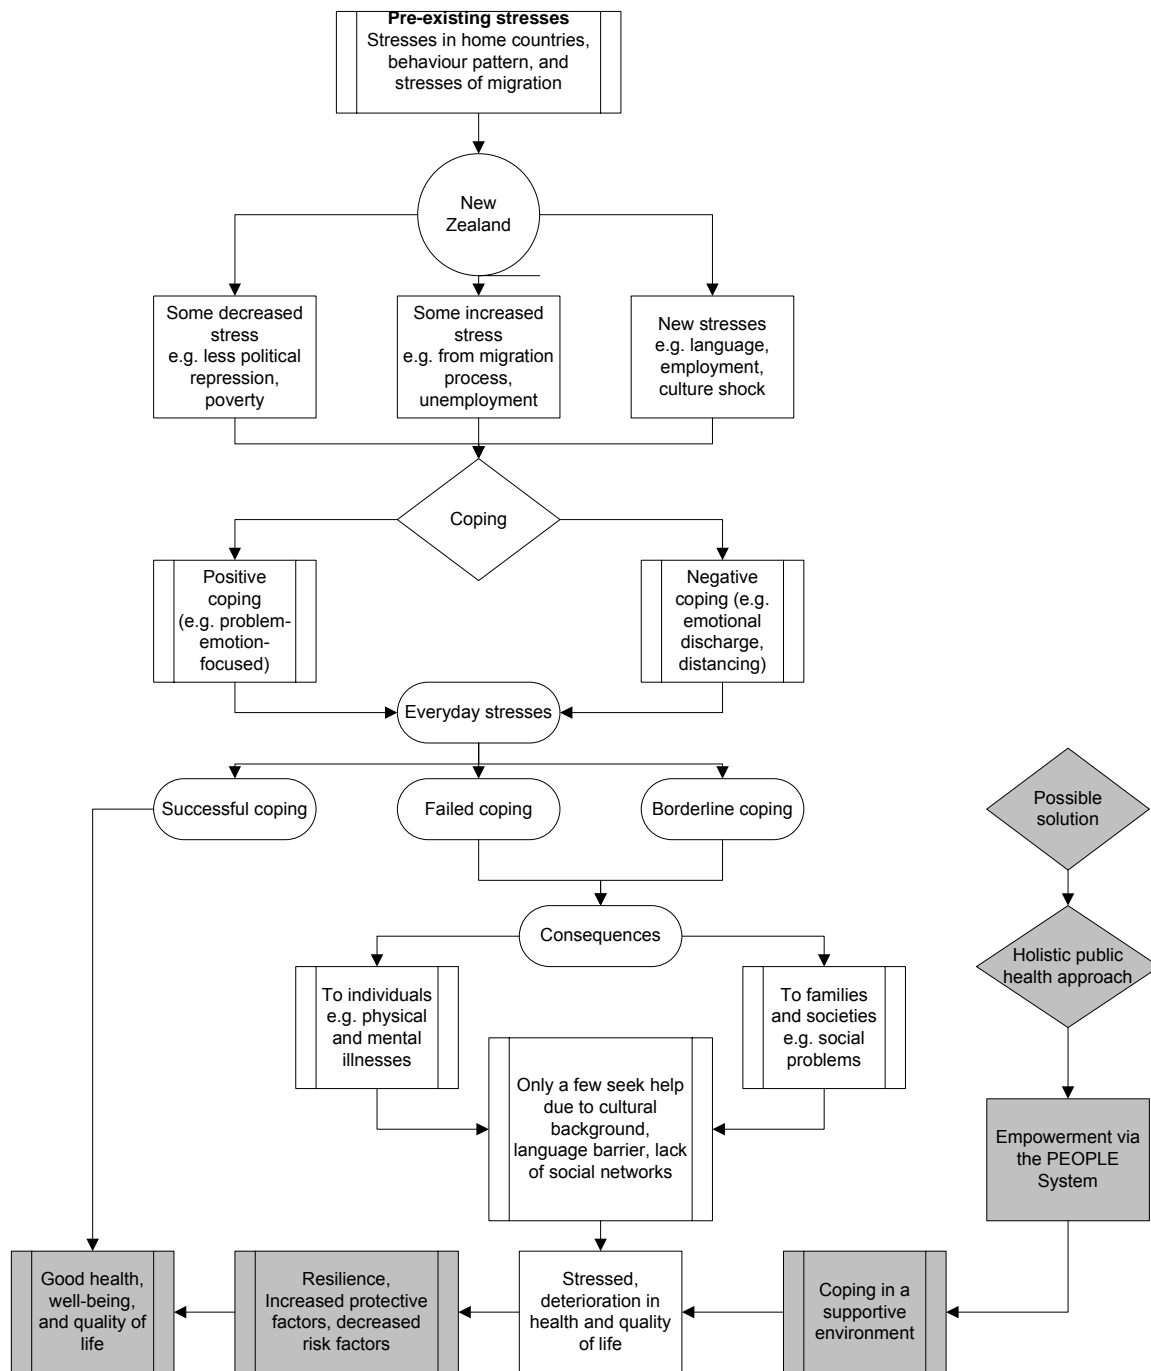 Pre-existing stresses
Stresses in home countries,
behaviour pattern, and
stresses of migration
New
Zealand
Some decreased
stress
e.g. less political
repression,
poverty
Some increased
stress
e.g. from migration
process,
unemployment
New stresses
e.g. language,
employment,
culture shock
Coping
Positive
coping
(e.g. problem-
emotion-
focused)
Negative
coping (e.g.
emotional
discharge,
distancing)
Everyday stresses
Successful coping
Failed coping
Borderline coping
Possible
solution
Consequences
Holistic public
health approach
To individuals
e.g. physical
and mental
illnesses
To families
and societies
e.g. social
problems
Only a few seek help
due to cultural
background,
language barrier, lack
of social networks
Empowerment via
the PEOPLE
System
Good health,
well-being,
and quality of
life
Resilience,
Increased protective
factors, decreased
risk factors
Stressed,
deterioration in
health and quality
of life
Coping in a
supportive
environment